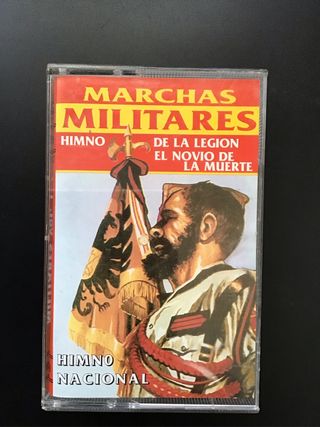 MARCHAS
MILITARES
HIMNO DE LA LEGION
EL NOVIO DE
LA MUERTE
HIMNO
NACIONAL